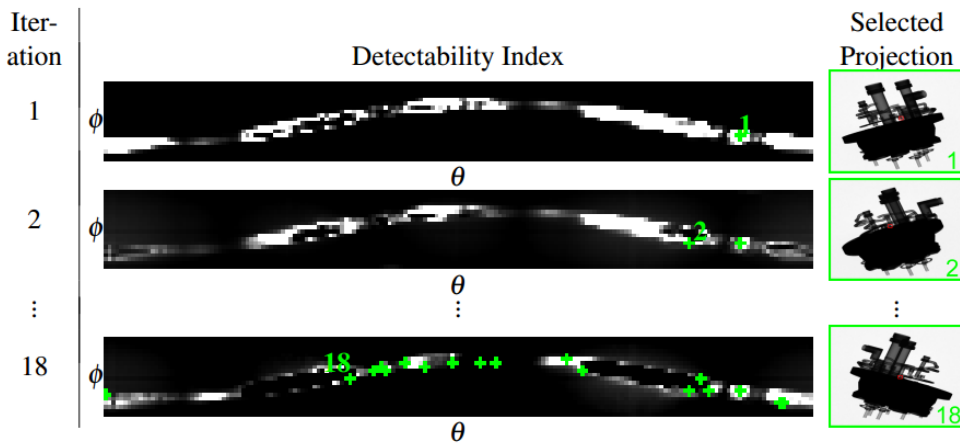 Iter-
ation
Detectability Index
Selected
Projection
1
ϕ
1
1
θ
2
ϕ
2
2
θ
⋮
⋮
⋮
18
ϕ
18
18
θ